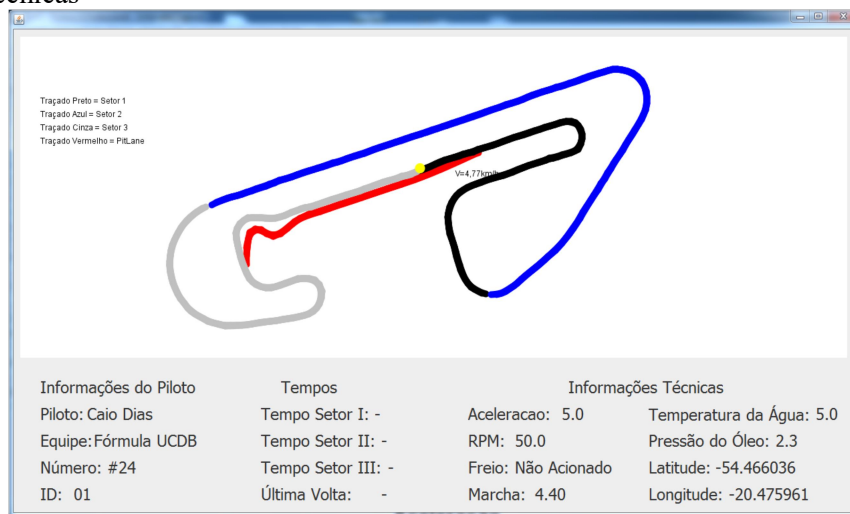 Traçado Preto = Setor 1
Traçado Azul = Setor 2
Traçado Cinza = Setor 3
Traçado Vermelho = PitLane
V=4,77km/h
Informações do Piloto
Tempos
Informações Técnicas
Piloto: Caio Dias
Tempo Setor I: -
Aceleracao: 5.0
Temperatura da Água: 5.0
Equipe:Fórmula UCDB
Tempo Setor II: -
RPM: 50.0
Pressão do Óleo: 2.3
Número: #24
Tempo Setor III: -
Freio: Não Acionado
Latitude: -54.466036
ID: 01
Última Volta: -
Marcha: 4.40
Longitude: -20.475961